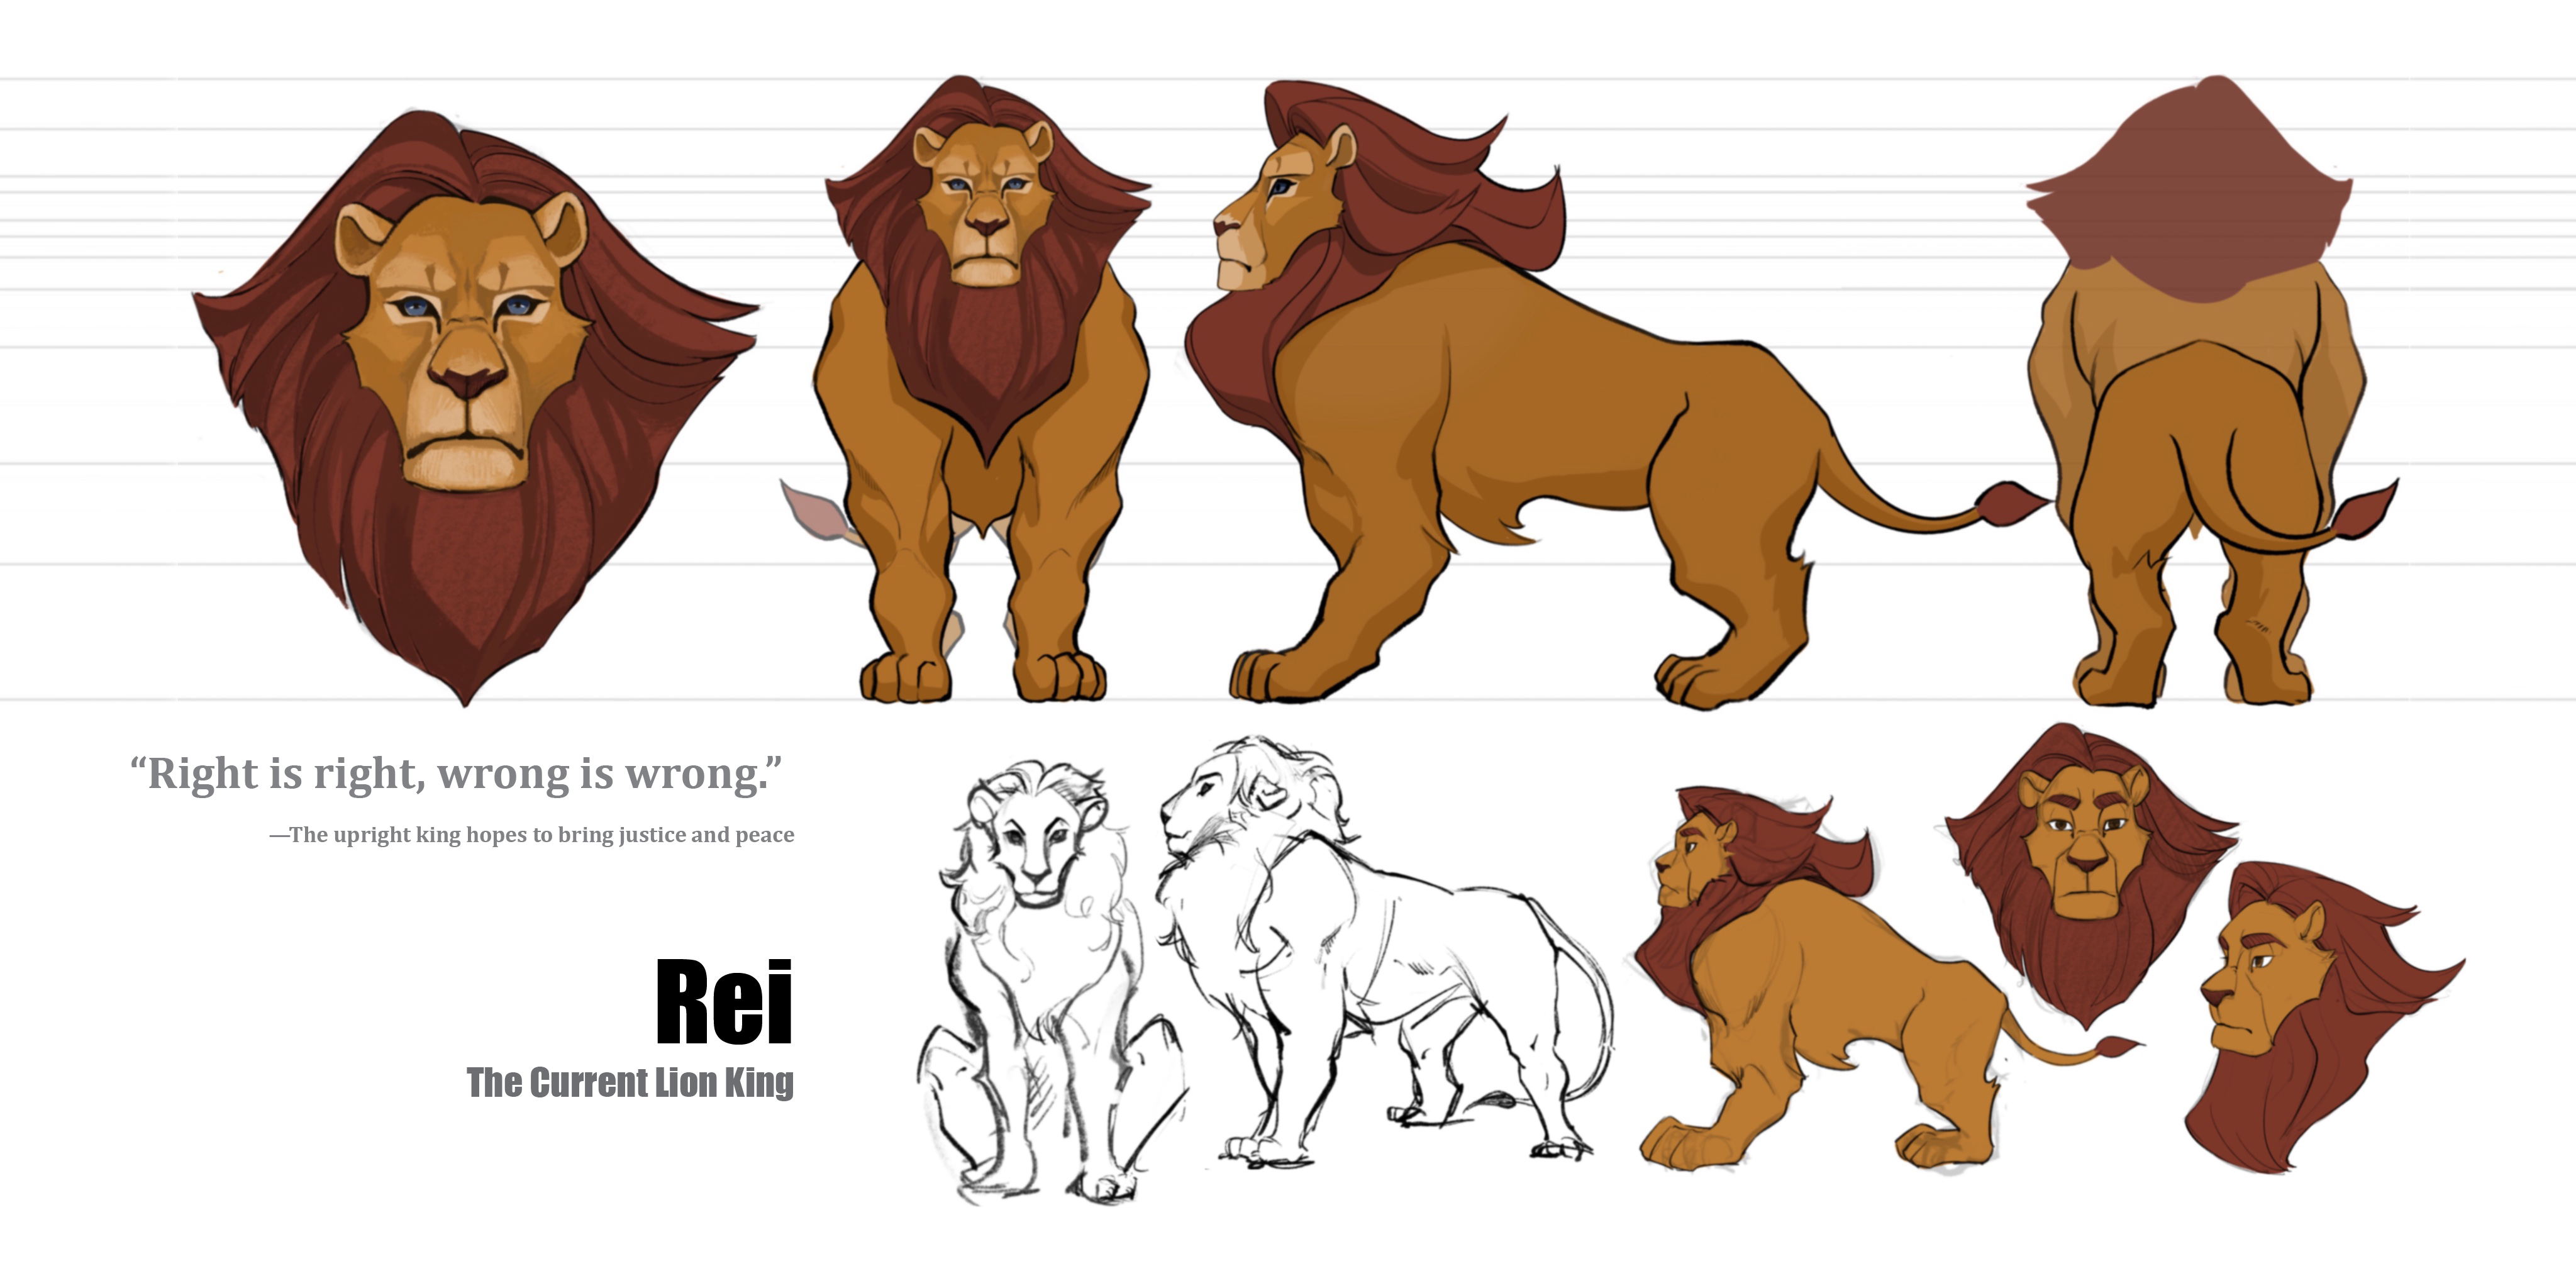 “Right is right, wrong is wrong.”
—The upright king hopes to bring justice and peace
Rei
The Current Lion King